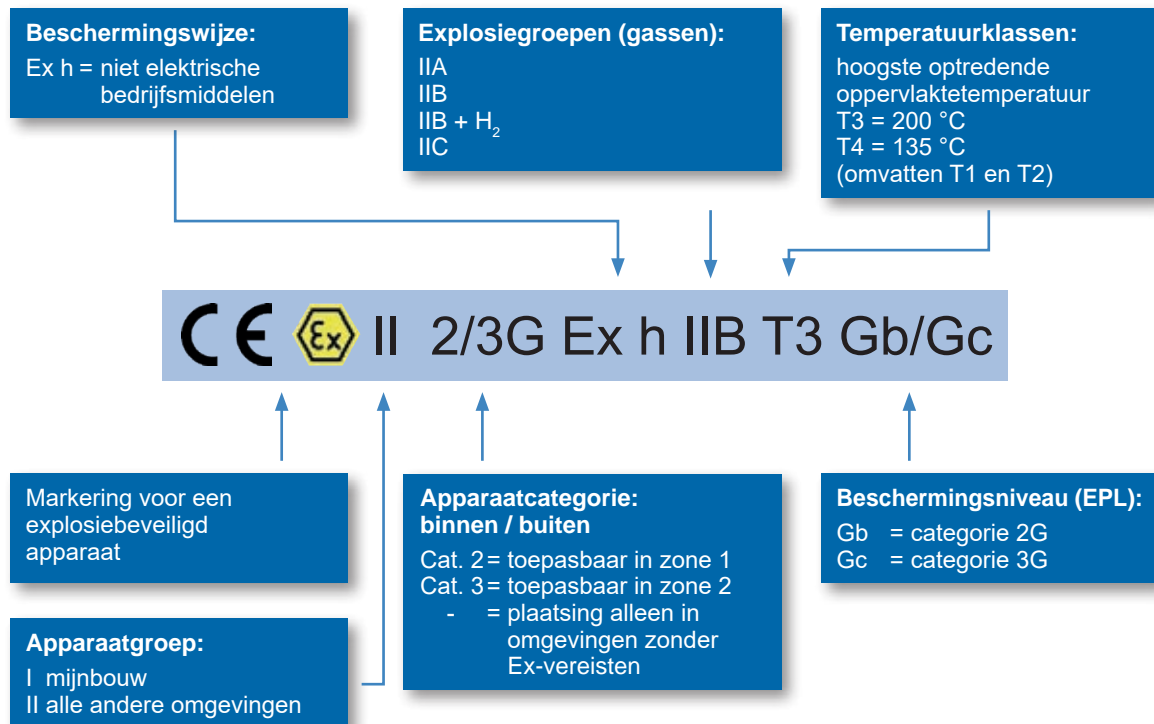 Beschermingswijze:
Ex h = niet elektrische
bedrijfsmiddelen
Explosiegroepen (gassen):
IIA
IIB
IIB + H₂
IIC
Temperatuurklassen:
hoogste optredende
oppervlaktetemperatuur
T3 = 200 °C
T4 = 135 °C
(omvatten T1 en T2)
CE Ex II 2/3G Ex h IIB T3 Gb/Gc
Markering voor een
explosiebeveiligd
apparaat
Apparaatgroep:
I mijnbouw
II alle andere omgevingen
Apparaatcategorie:
binnen / buiten
Cat. 2 = toepasbaar in zone 1
Cat. 3 = toepasbaar in zone 2
- = plaatsing alleen in
omgevingen zonder
Ex-vereisten
Beschermingsniveau (EPL):
Gb = categorie 2G
Gc = categorie 3G